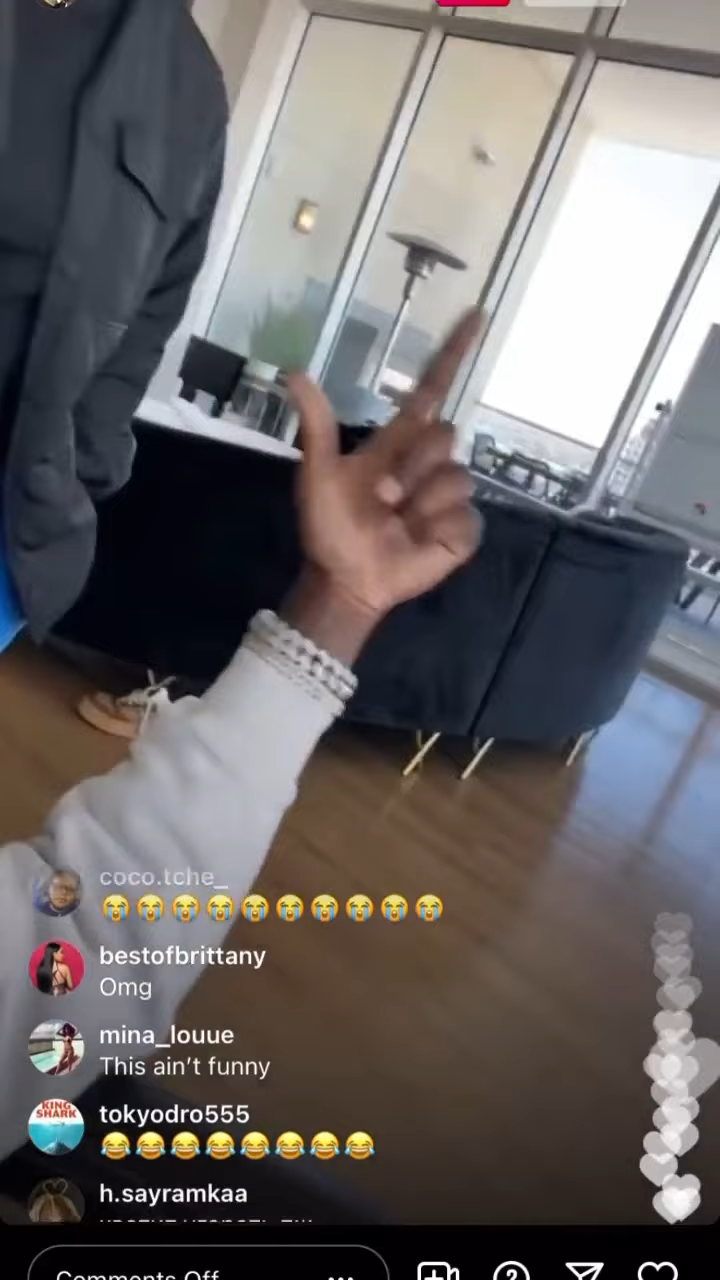 coco.tche_
😭😭😭😭😭😭😭😭😭😭
bestofbrittany
Omg
mina_louue
This ain’t funny
KING
SHARK
tokyodro555
😂😂😂😂😂😂😂😂
h.sayramkaa
Comments Off